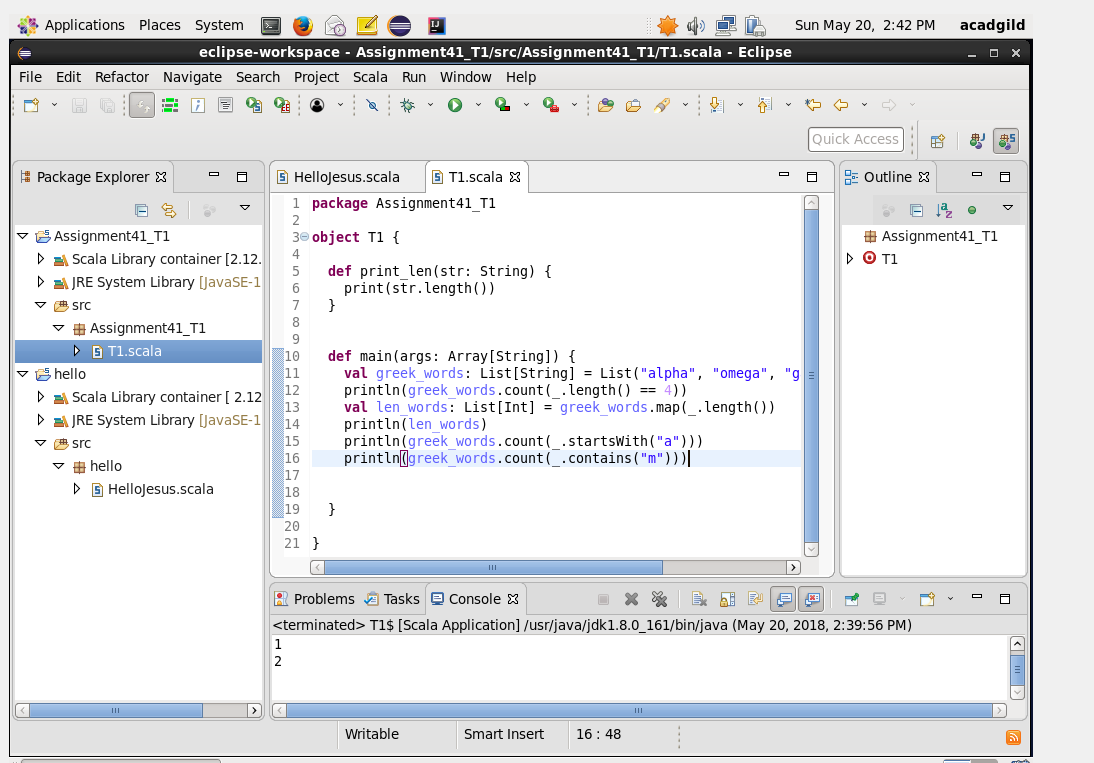 Applications Places System Sun May 20, 2:42 PM acadgild
eclipse-workspace - Assignment41_T1/src/Assignment41_T1/T1.scala - Eclipse
File Edit Refactor Navigate Search Project Scala Run Window Help
Quick Access
Package Explorer
Assignment41_T1
Scala Library container [2.12.
JRE System Library [JavaSE-1
src
Assignment41_T1
T1.scala
hello
Scala Library container [ 2.12
JRE System Library [JavaSE-1
src
hello
HelloJesus.scala
HelloJesus.scala T1.scala
1 package Assignment41_T1
2
3 object T1 {
4
5 def print_len(str: String) {
6 print(str.length())
7 }
8
9
10 def main(args: Array[String]) {
11 val greek_words: List[String] = List("alpha", "omega", "g
12 println(greek_words.count(_.length() == 4))
13 val len_words: List[Int] = greek_words.map(_.length())
14 println(len_words)
15 println(greek_words.count(_.startsWith("a")))
16 println(greek_words.count(_.contains("m")))
17
18
19 }
20
21 }
Outline
Assignment41_T1
T1
Problems Tasks Console
<terminated> T1$ [Scala Application] /usr/java/jdk1.8.0_161/bin/java (May 20, 2018, 2:39:56 PM)
1
2
Writable Smart Insert 16 : 48